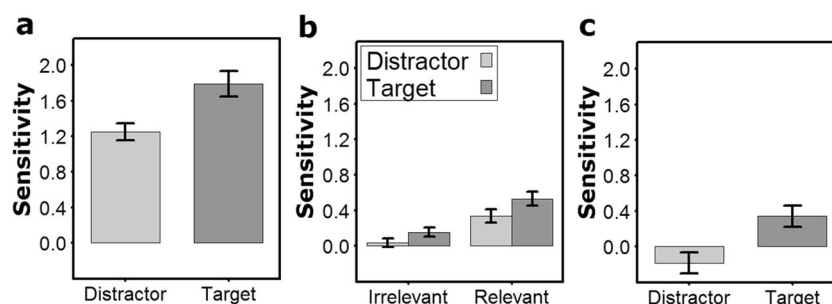 a
Sensitivity
2.0
1.6
1.2
0.8
0.4
0.0
Distractor
Target
b
Sensitivity
2.0
1.6
1.2
0.8
0.4
0.0
Distractor
Target
Irrelevant
Relevant
c
Sensitivity
2.0
1.6
1.2
0.8
0.4
0.0
Distractor
Target